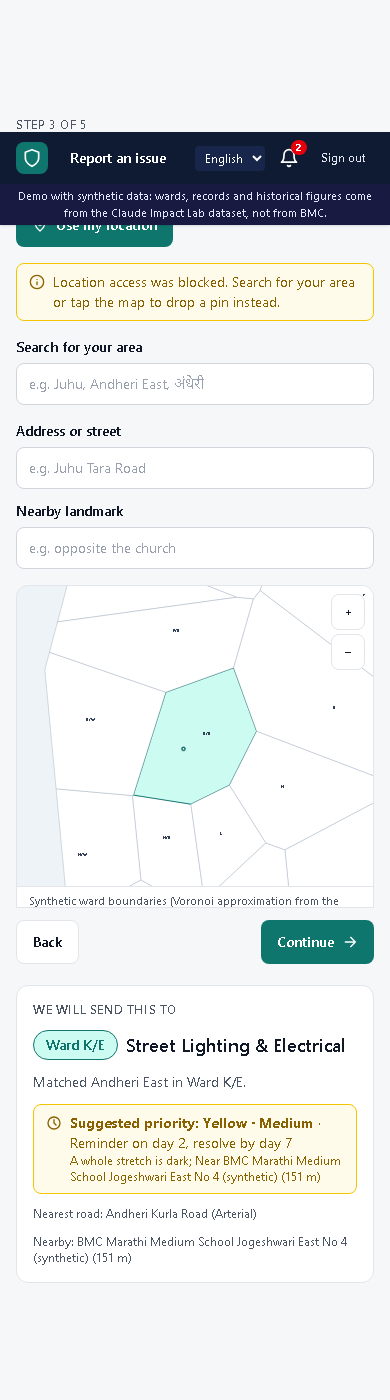 STEP 3 OF 5
Report an issue
English
2
Sign out
Demo with synthetic data: wards, records and historical figures come
from the Claude Impact Lab dataset, not from BMC.
Use my location
Location access was blocked. Search for your area
or tap the map to drop a pin instead.
Search for your area
e.g. Juhu, Andheri East, अंधेरी
Address or street
e.g. Juhu Tara Road
Nearby landmark
e.g. opposite the church
+
−
K/E
L
Synthetic ward boundaries (Voronoi approximation from the
Back
Continue →
WE WILL SEND THIS TO
Ward K/E
Street Lighting & Electrical
Matched Andheri East in Ward K/E.
Suggested priority: Yellow · Medium ·
Reminder on day 2, resolve by day 7
A whole stretch is dark; Near BMC Marathi Medium
School Jogeshwari East No 4 (synthetic) (151 m)
Nearest road: Andheri Kurla Road (Arterial)
Nearby: BMC Marathi Medium School Jogeshwari East No 4
(synthetic) (151 m)